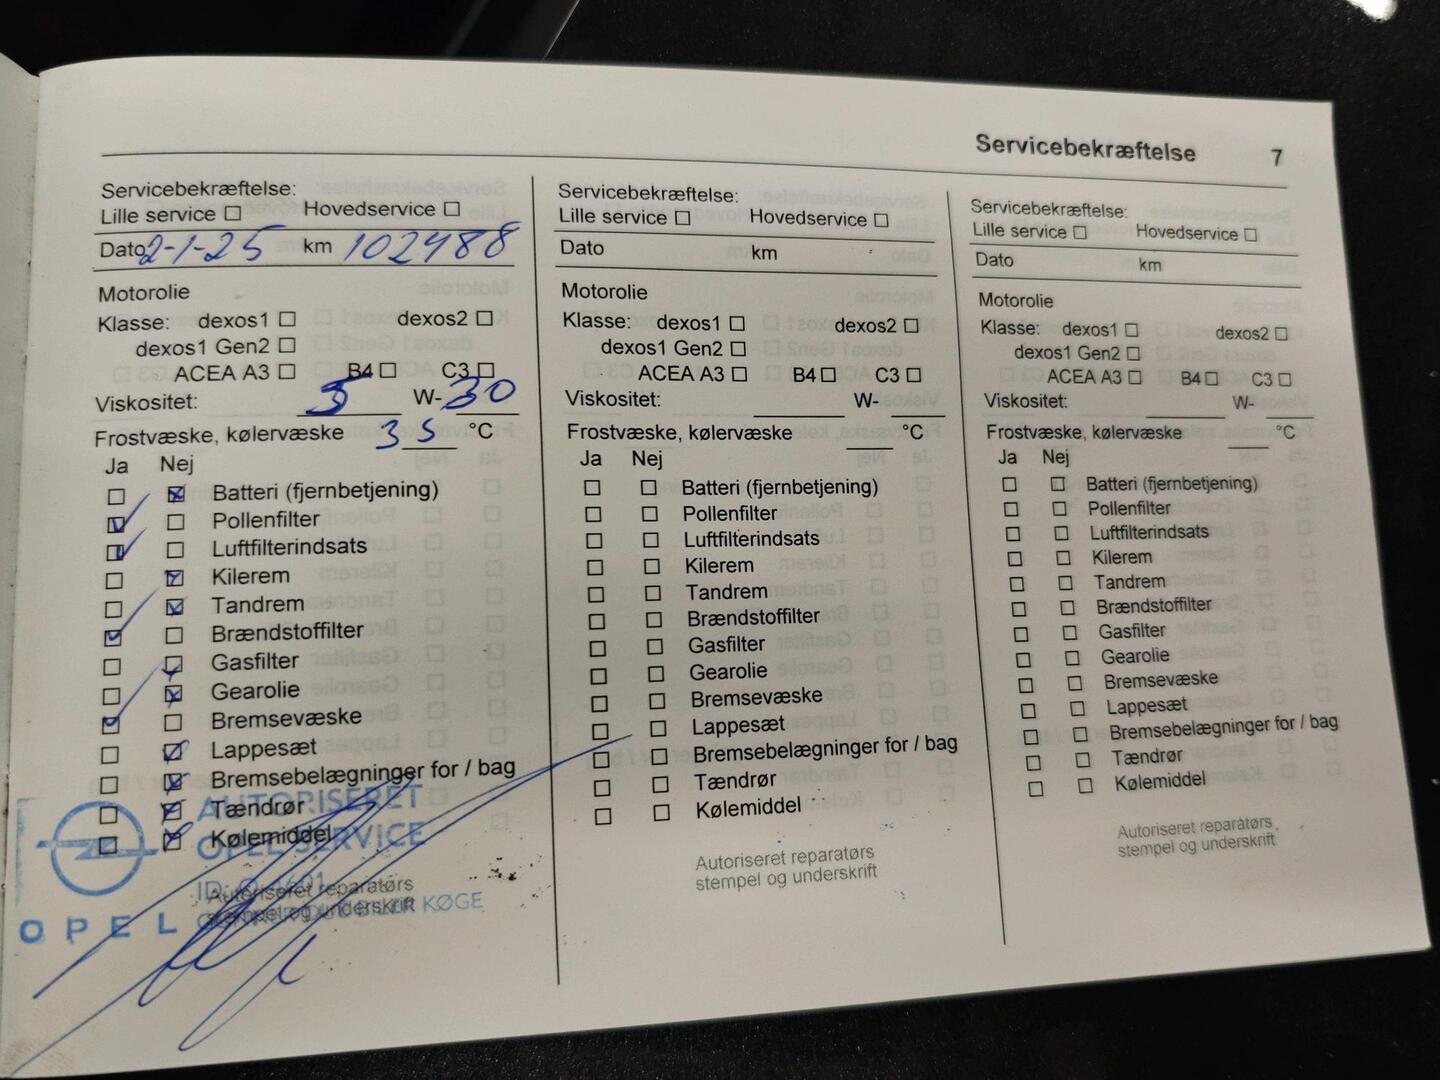 Servicebekræftelse 7
Servicebekræftelse:
Lille service ☐ Hovedservice ☐
Dato 2-1-25 km 102488
Motorolie
Klasse: dexos1 ☐ dexos2 ☐
dexos1 Gen2 ☐
ACEA A3 ☐ B4 ☐ C3 ☐
Viskositet: 5 W-30
Frostvæske, kølervæske 35 °C
Ja Nej
☐ ☒ Batteri (fjernbetjening)
☑ ☐ Pollenfilter
☑ ☐ Luftfilterindsats
☐ ☑ Kilerem
☐ ☑ Tandrem
☑ ☐ Brændstoffilter
☐ ☑ Gasfilter
☐ ☒ Gearolie
☑ ☐ Bremsevæske
☐ ☑ Lappesæt
☐ ☒ Bremsebelægninger for / bag
☐ ☑ Tændrør
☐ ☑ Kølemiddel
AUTORISERET
OPEL SERVICE
Autoriseret reparatørs
stempel og underskrift
BILER KØGE
OPEL
Servicebekræftelse:
Lille service ☐ Hovedservice ☐
Dato km
Motorolie
Klasse: dexos1 ☐ dexos2 ☐
dexos1 Gen2 ☐
ACEA A3 ☐ B4 ☐ C3 ☐
Viskositet: W-
Frostvæske, kølervæske °C
Ja Nej
☐ ☐ Batteri (fjernbetjening)
☐ ☐ Pollenfilter
☐ ☐ Luftfilterindsats
☐ ☐ Kilerem
☐ ☐ Tandrem
☐ ☐ Brændstoffilter
☐ ☐ Gasfilter
☐ ☐ Gearolie
☐ ☐ Bremsevæske
☐ ☐ Lappesæt
☐ ☐ Bremsebelægninger for / bag
☐ ☐ Tændrør
☐ ☐ Kølemiddel
Autoriseret reparatørs
stempel og underskrift
Servicebekræftelse:
Lille service ☐ Hovedservice ☐
Dato km
Motorolie
Klasse: dexos1 ☐ dexos2 ☐
dexos1 Gen2 ☐
ACEA A3 ☐ B4 ☐ C3 ☐
Viskositet: W-
Frostvæske, kølervæske °C
Ja Nej
☐ ☐ Batteri (fjernbetjening)
☐ ☐ Pollenfilter
☐ ☐ Luftfilterindsats
☐ ☐ Kilerem
☐ ☐ Tandrem
☐ ☐ Brændstoffilter
☐ ☐ Gasfilter
☐ ☐ Gearolie
☐ ☐ Bremsevæske
☐ ☐ Lappesæt
☐ ☐ Bremsebelægninger for / bag
☐ ☐ Tændrør
☐ ☐ Kølemiddel
Autoriseret reparatørs
stempel og underskrift